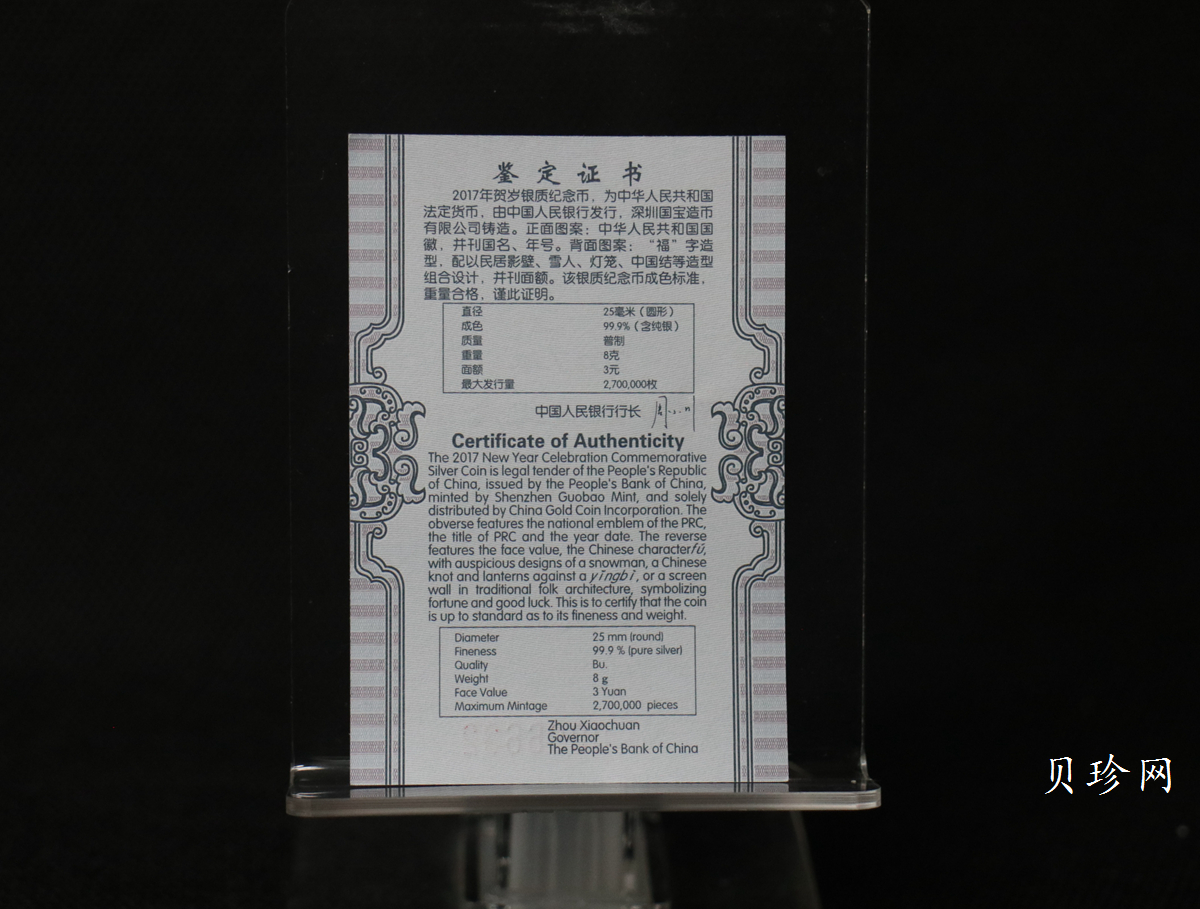 鉴定证书
2017年贺岁银质纪念币，为中华人民共和国
法定货币，由中国人民银行发行，深圳国宝造币
有限公司铸造。正面图案：中华人民共和国国
徽，并刊国名、年号。背面图案：“福”字造
型，配以民居影壁、雪人、灯笼、中国结等造型
组合设计，并刊面额。该银质纪念币成色标准，
重量合格，谨此证明。
直径 25毫米（圆形）
成色 99.9%（含纯银）
质量 普制
重量 8克
面额 3元
最大发行量 2,700,000枚
中国人民银行行长
Certificate of Authenticity
The 2017 New Year Celebration Commemorative
Silver Coin is legal tender of the People's Republic
of China, issued by the People's Bank of China,
minted by Shenzhen Guobao Mint, and solely
distributed by China Gold Coin Incorporation. The
obverse features the national emblem of the PRC,
the title of PRC and the year date. The reverse
features the face value, the Chinese characterfú,
with auspicious designs of a snowman, a Chinese
knot and lanterns against a yǐngbì, or a screen
wall in traditional folk architecture, symbolizing
fortune and good luck. This is to certify that the coin
is up to standard as to its fineness and weight.
Diameter 25 mm (round)
Fineness 99.9 % (pure silver)
Quality Bu.
Weight 8 g
Face Value 3 Yuan
Maximum Mintage 2,700,000 pieces
Zhou Xiaochuan
Governor
The People's Bank of China
贝珍网